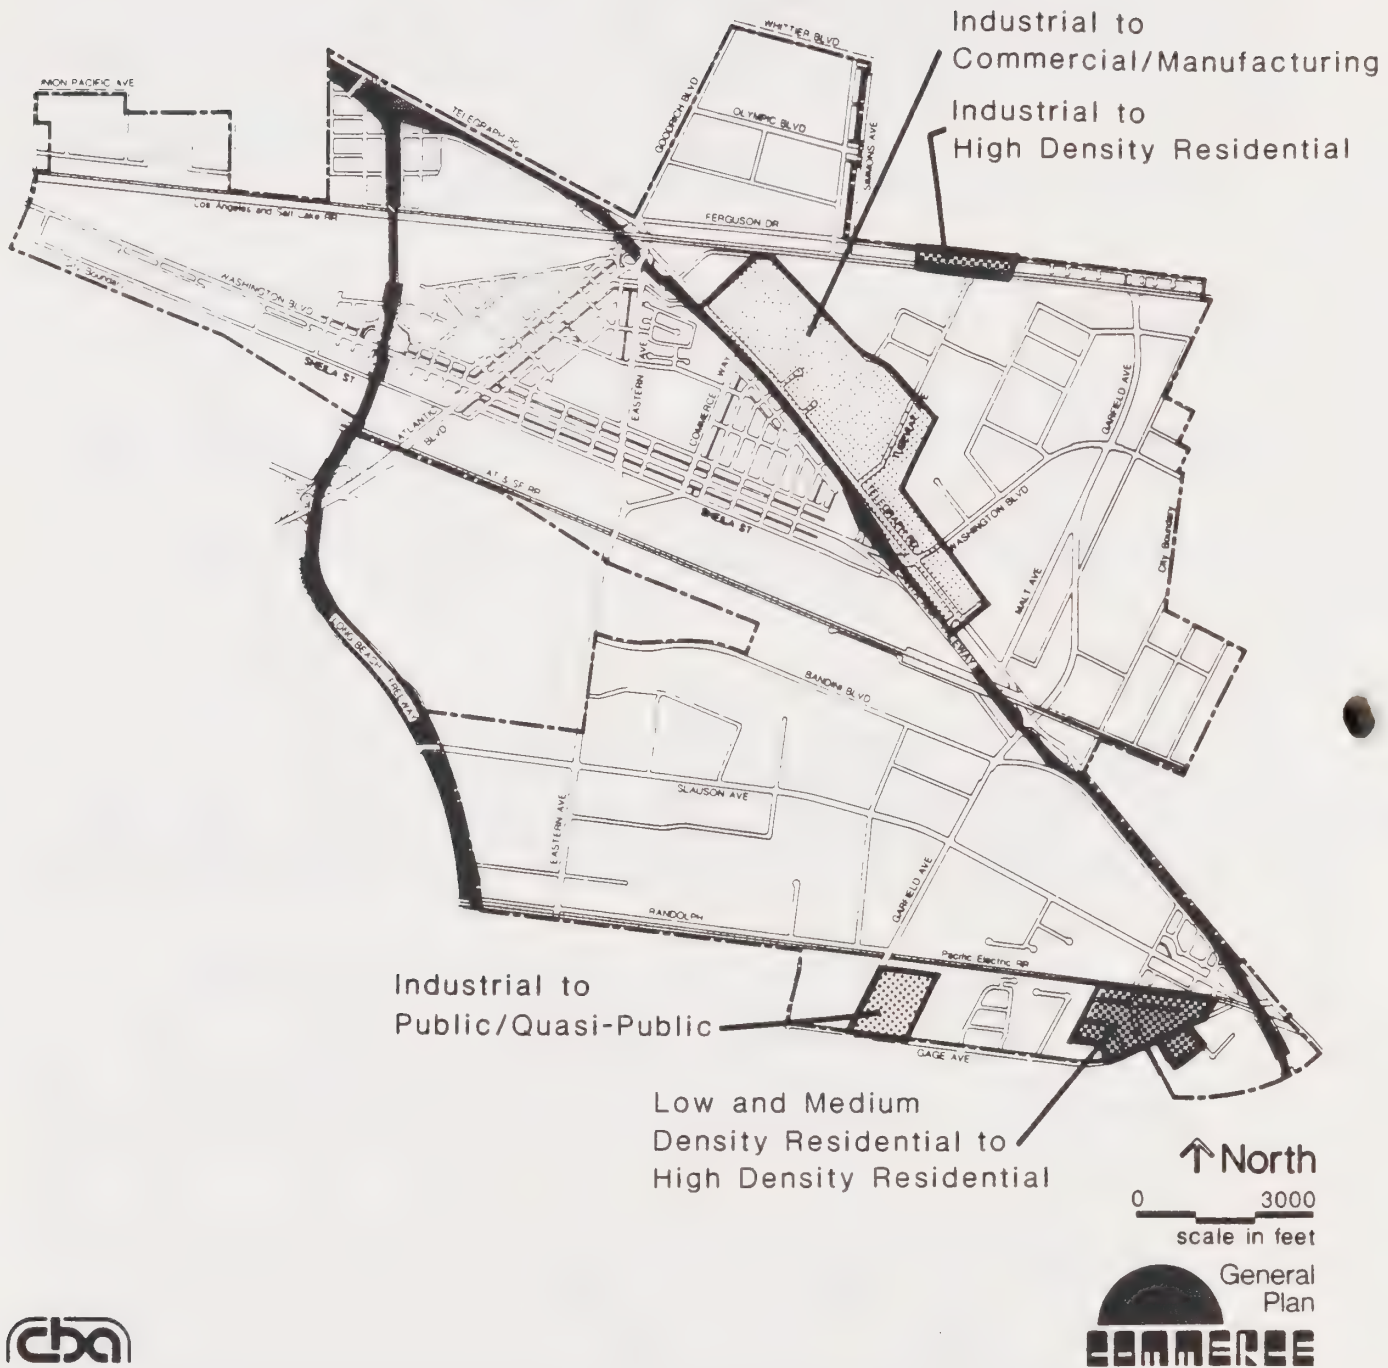 Industrial to
Commercial/Manufacturing
Industrial to
High Density Residential
WHITTIER BLVD
UNION PACIFIC AVE
TELEGRAPH RD
GOODRICH BLVD
OLYMPIC BLVD
SIMMONS AVE
FERGUSON DR
Los Angeles and Salt Lake RR
WASHINGTON BLVD
SHEILA ST
ATLANTIC
BLVD
EASTERN AVE
COMMERCE WAY
GARFIELD AVE
TELEGRAPH RD
WASHINGTON BLVD
AT & SF RR
SHEILA ST
MALT AVE
City Boundary
LONG BEACH FREEWAY
BANDINI BLVD
SLAUSON AVE
EASTERN AVE
GARFIELD AVE
RANDOLPH
Pacific Electric RR
GAGE AVE
Industrial to
Public/Quasi-Public
Low and Medium
Density Residential to
High Density Residential
North
0 3000
scale in feet
General
Plan
COMMERCE
cba